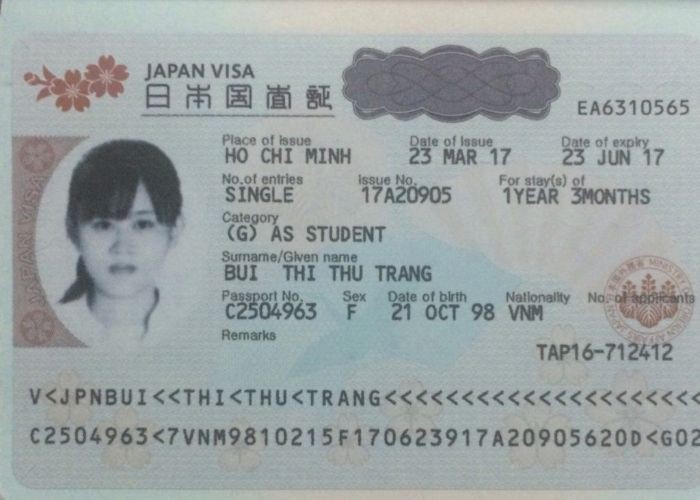 JAPAN VISA
日本国査証
EA6310565
Place of issue Date of issue Date of expiry
HO CHI MINH 23 MAR 17 23 JUN 17
No.of entries Issue No. For stay(s) of
SINGLE 17A20905 1YEAR 3MONTHS
Category
(G) AS STUDENT
Surname/Given name
BUI THI THU TRANG
Passport No. Sex Date of birth Nationality No. of applicants
C2504963 F 21 OCT 98 VNM
Remarks
TAP16-712412
V<JPNBUI<<THI<THU<TRANG<<<<<<<<<<<<<<<<<<<<<
C2504963<7VNM9810215F170623917A20905620D<G02
JAPAN VISA